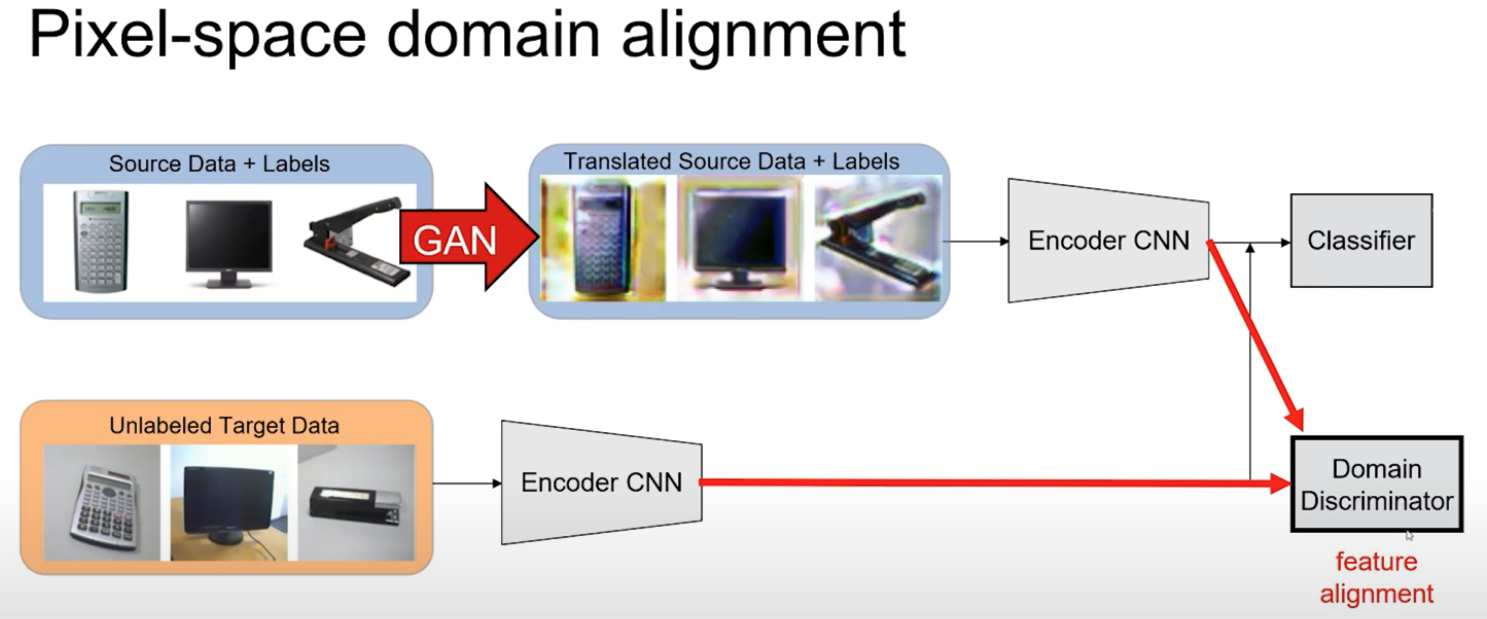 Pixel-space domain alignment
Source Data + Labels
GAN
Translated Source Data + Labels
Encoder CNN
Classifier
Unlabeled Target Data
Encoder CNN
Domain
Discriminator
feature
alignment